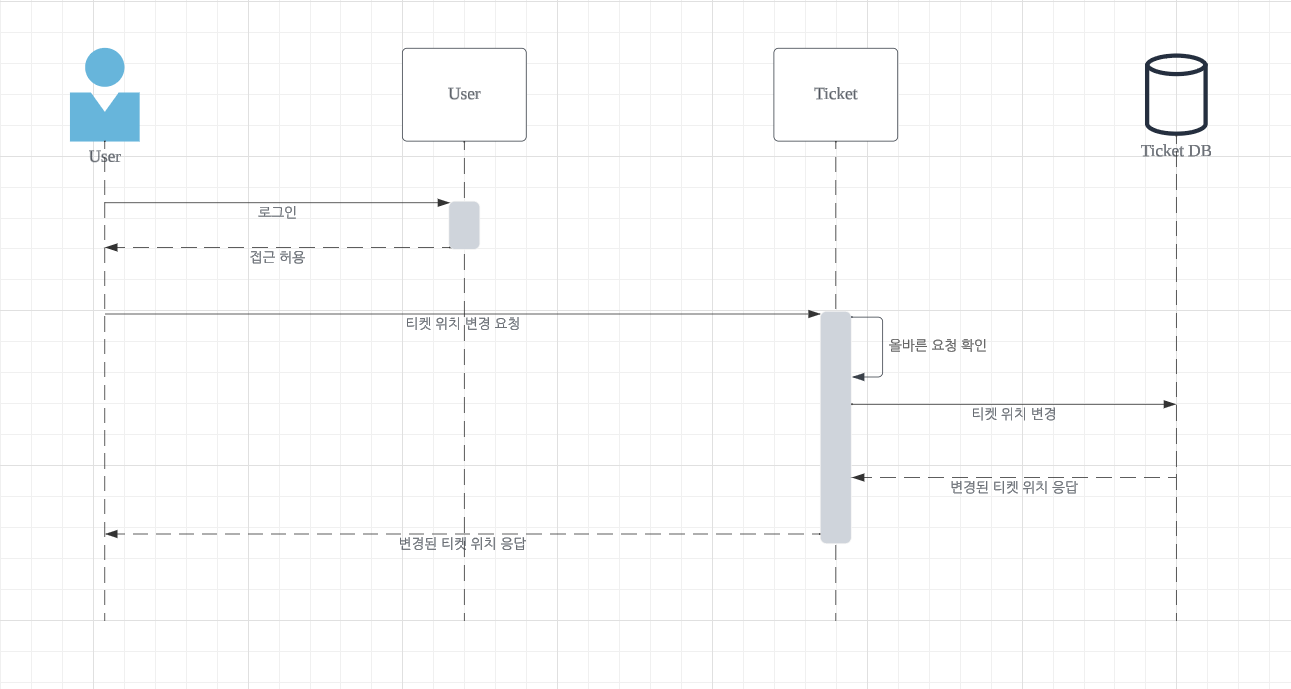 User
User
Ticket
Ticket DB
로그인
접근 허용
티켓 위치 변경 요청
올바른 요청 확인
티켓 위치 변경
변경된 티켓 위치 응답
변경된 티켓 위치 응답